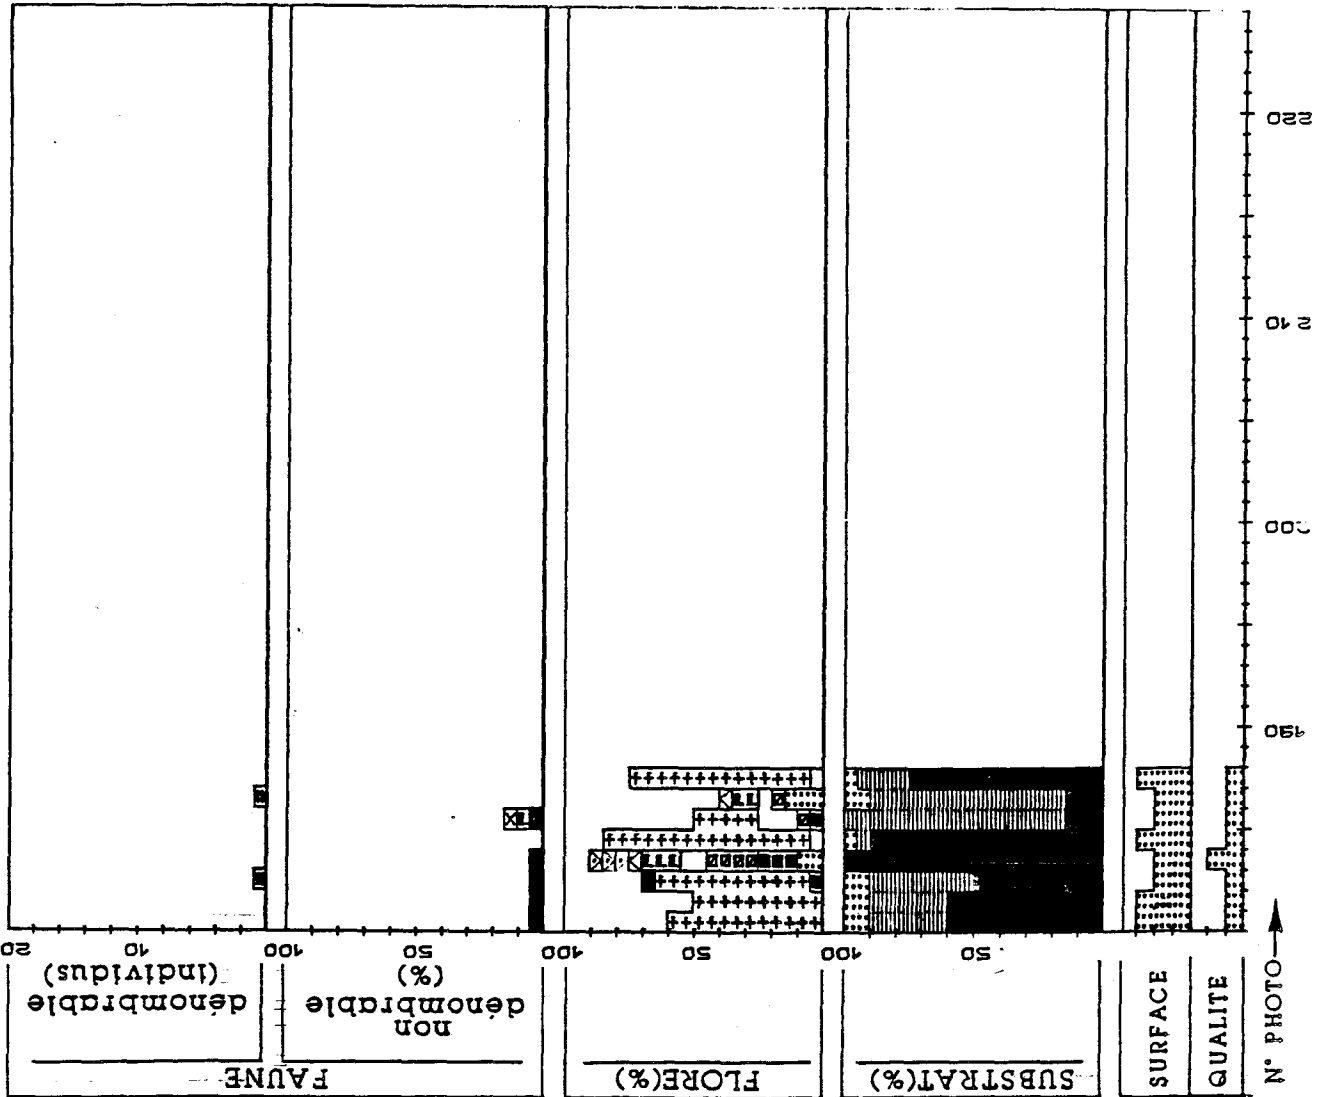 FAUNE
dénombrable
(individus)
non
dénombrable
(%)
FLORE(%)
SUBSTRAT(%)
SURFACE
QUALITE
N° PHOTO
20
10
100
50
100
50
100
50
190
210
220